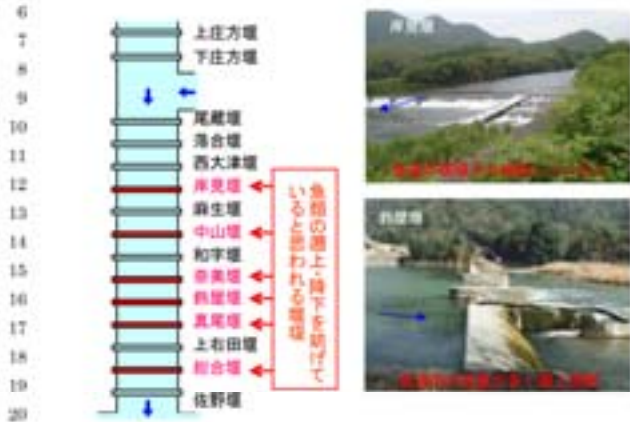 6
7
8
9
10
11
12
13
14
15
16
17
18
19
20
上庄方堰
下庄方堰
尾蔵堰
落合堰
西大津堰
岸見堰
麻生堰
中山堰
和字堰
奈美堰
鈴屋堰
真尾堰
上右田堰
総合堰
佐野堰
魚類の遡上・降下を妨げて
いると思われる堰堤
岸見堰
鈴屋堰